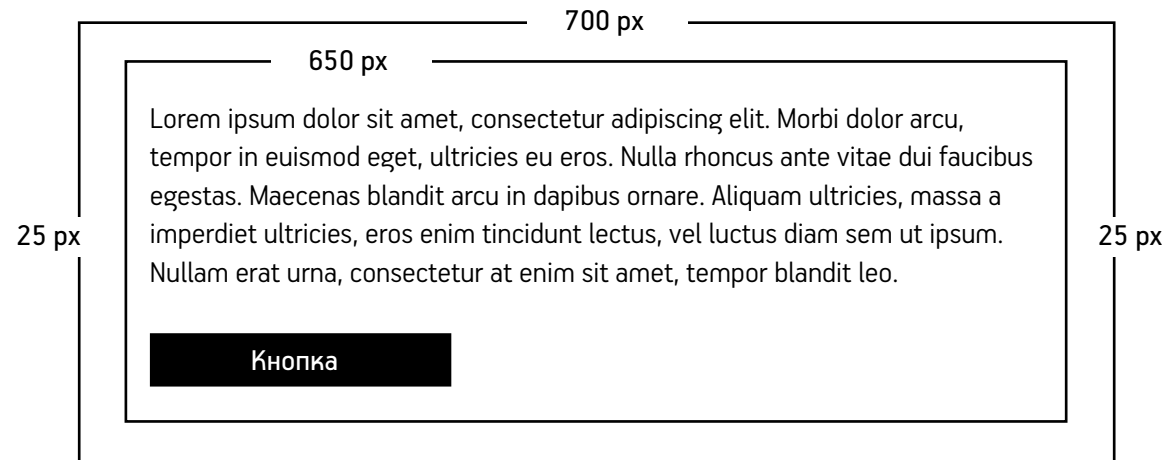 700 px
650 px
Lorem ipsum dolor sit amet, consectetur adipiscing elit. Morbi dolor arcu,
tempor in euismod eget, ultricies eu eros. Nulla rhoncus ante vitae dui faucibus
egestas. Maecenas blandit arcu in dapibus ornare. Aliquam ultricies, massa a
imperdiet ultricies, eros enim tincidunt lectus, vel luctus diam sem ut ipsum.
Nullam erat urna, consectetur at enim sit amet, tempor blandit leo.
25 px
25 px
Кнопка